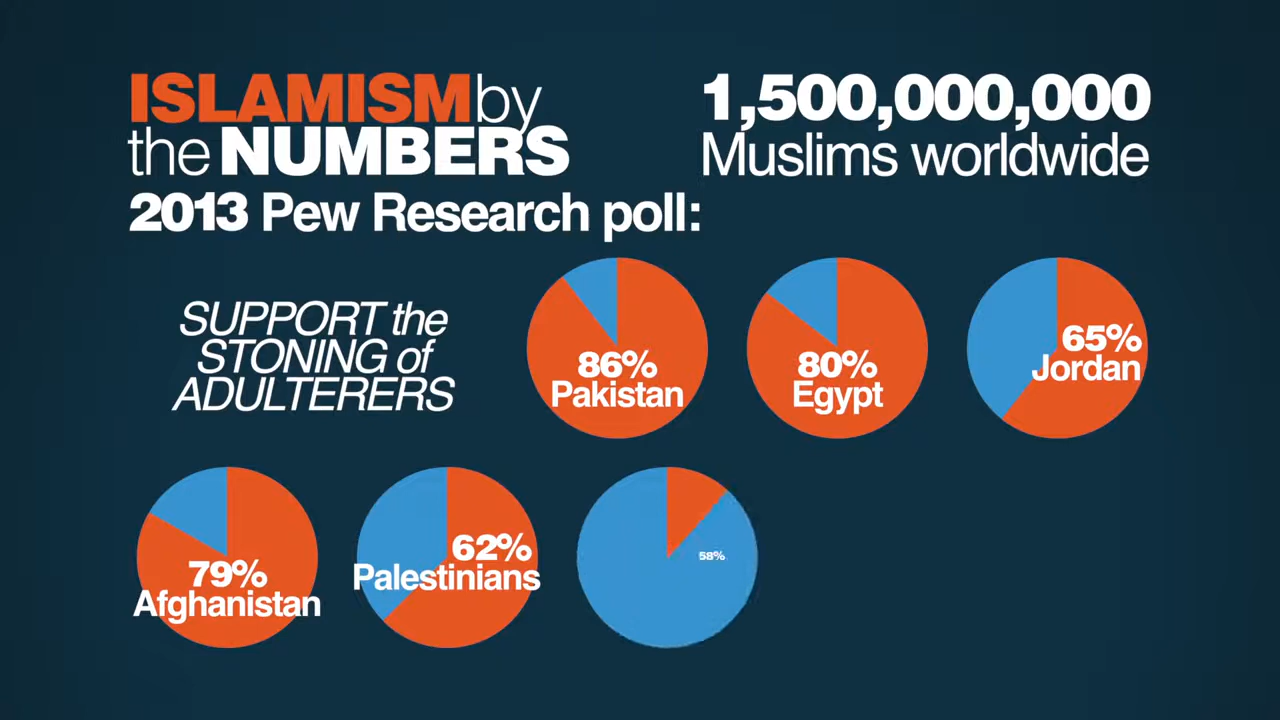 ISLAMISM by
the NUMBERS
1,500,000,000
Muslims worldwide
2013 Pew Research poll:
SUPPORT the
STONING of
ADULTERERS
86%
Pakistan
80%
Egypt
65%
Jordan
79%
Afghanistan
62%
Palestinians
58%